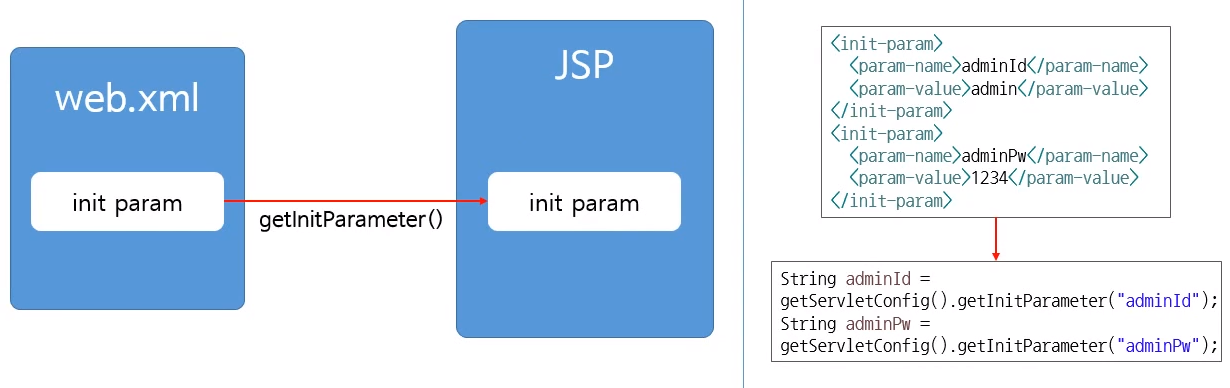 web.xml
init param
getInitParameter()
JSP
init param
<init-param>
<param-name>adminId</param-name>
<param-value>admin</param-value>
</init-param>
<init-param>
<param-name>adminPw</param-name>
<param-value>1234</param-value>
</init-param>
String adminId =
getServletConfig().getInitParameter("adminId");
String adminPw =
getServletConfig().getInitParameter("adminPw");